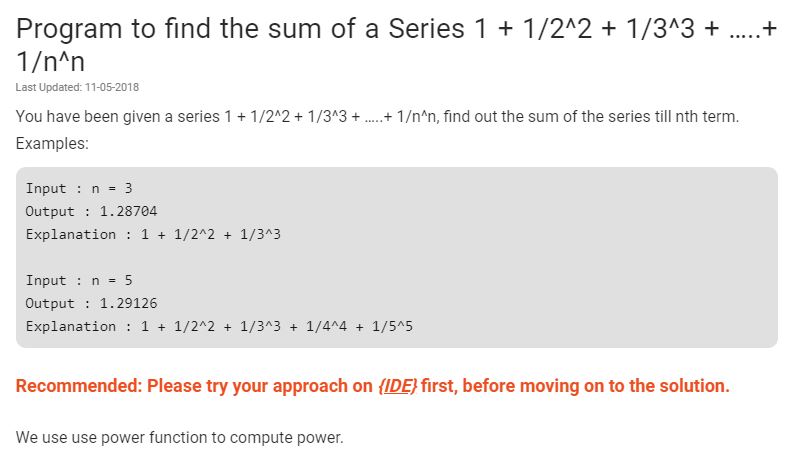 Program to find the sum of a Series 1 + 1/2^2 + 1/3^3 + …..+
1/n^n
Last Updated: 11-05-2018
You have been given a series 1 + 1/2^2 + 1/3^3 + …..+ 1/n^n, find out the sum of the series till nth term.
Examples:
Input : n = 3
Output : 1.28704
Explanation : 1 + 1/2^2 + 1/3^3
Input : n = 5
Output : 1.29126
Explanation : 1 + 1/2^2 + 1/3^3 + 1/4^4 + 1/5^5
Recommended: Please try your approach on {IDE} first, before moving on to the solution.
We use use power function to compute power.